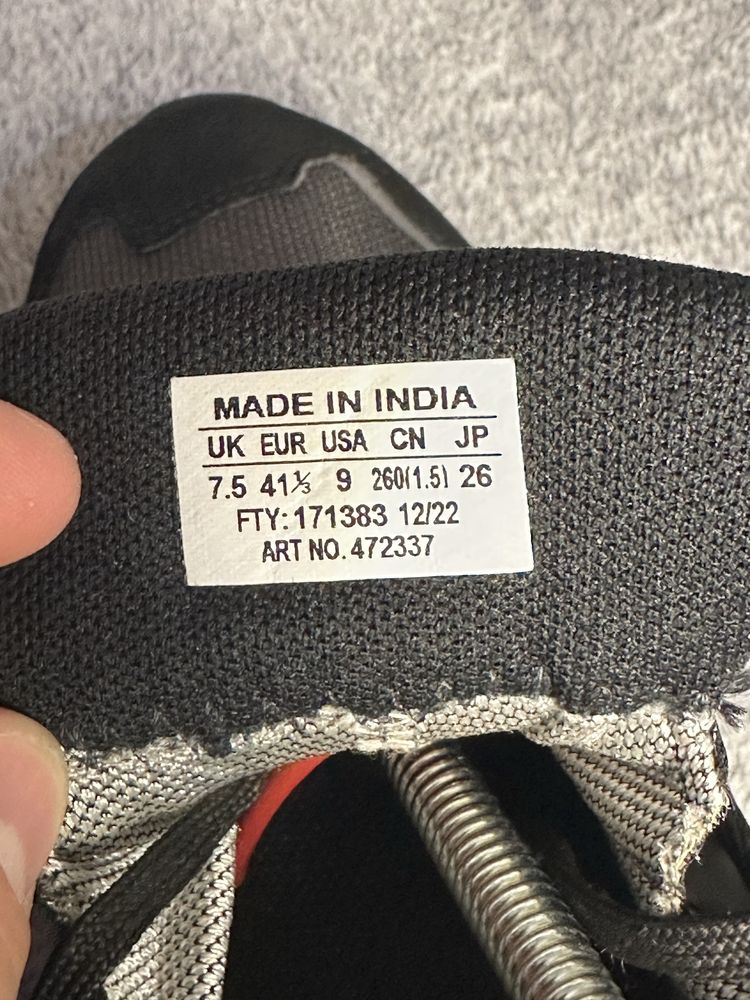 MADE IN INDIA
UK EUR USA CN JP
7.5 41⅓ 9 260(1.5) 26
FTY: 171383 12/22
ART NO. 472337